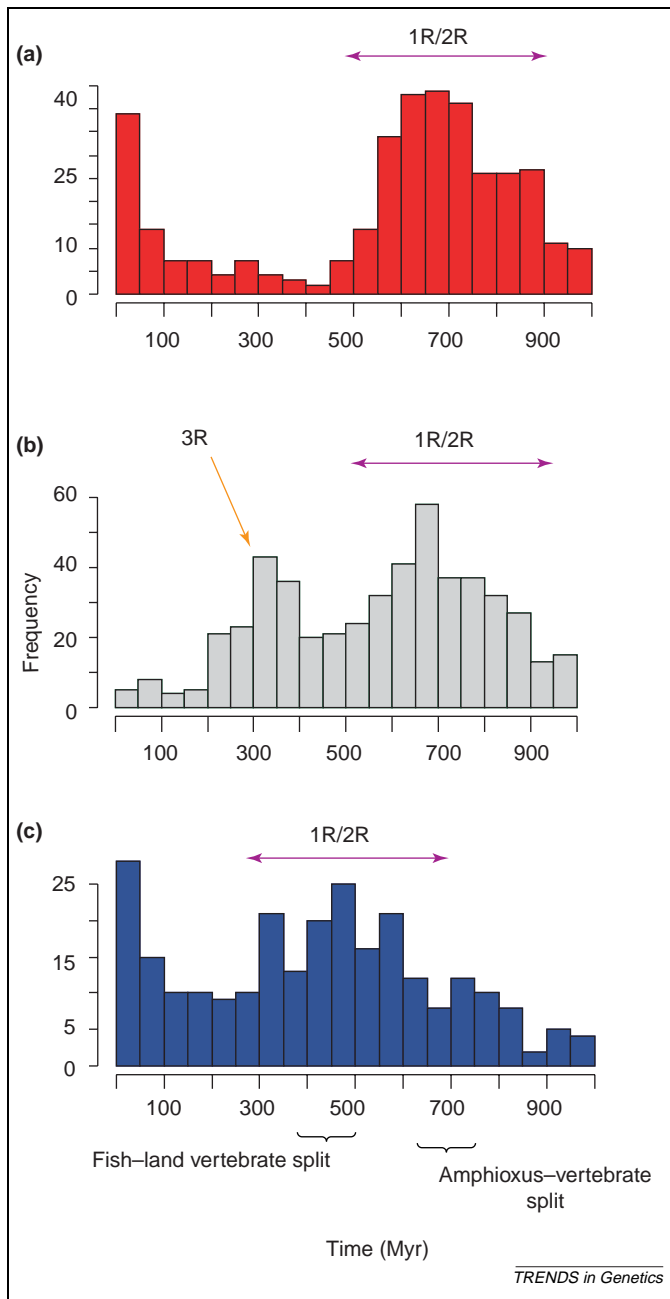 (a)
1R/2R
40
25
10
0
100 300 500 700 900
(b)
3R
1R/2R
Frequency
60
40
20
0
100 300 500 700 900
(c)
1R/2R
25
15
5
0
100 300 500 700 900
Fish–land vertebrate split
Amphioxus–vertebrate
split
Time (Myr)
TRENDS in Genetics